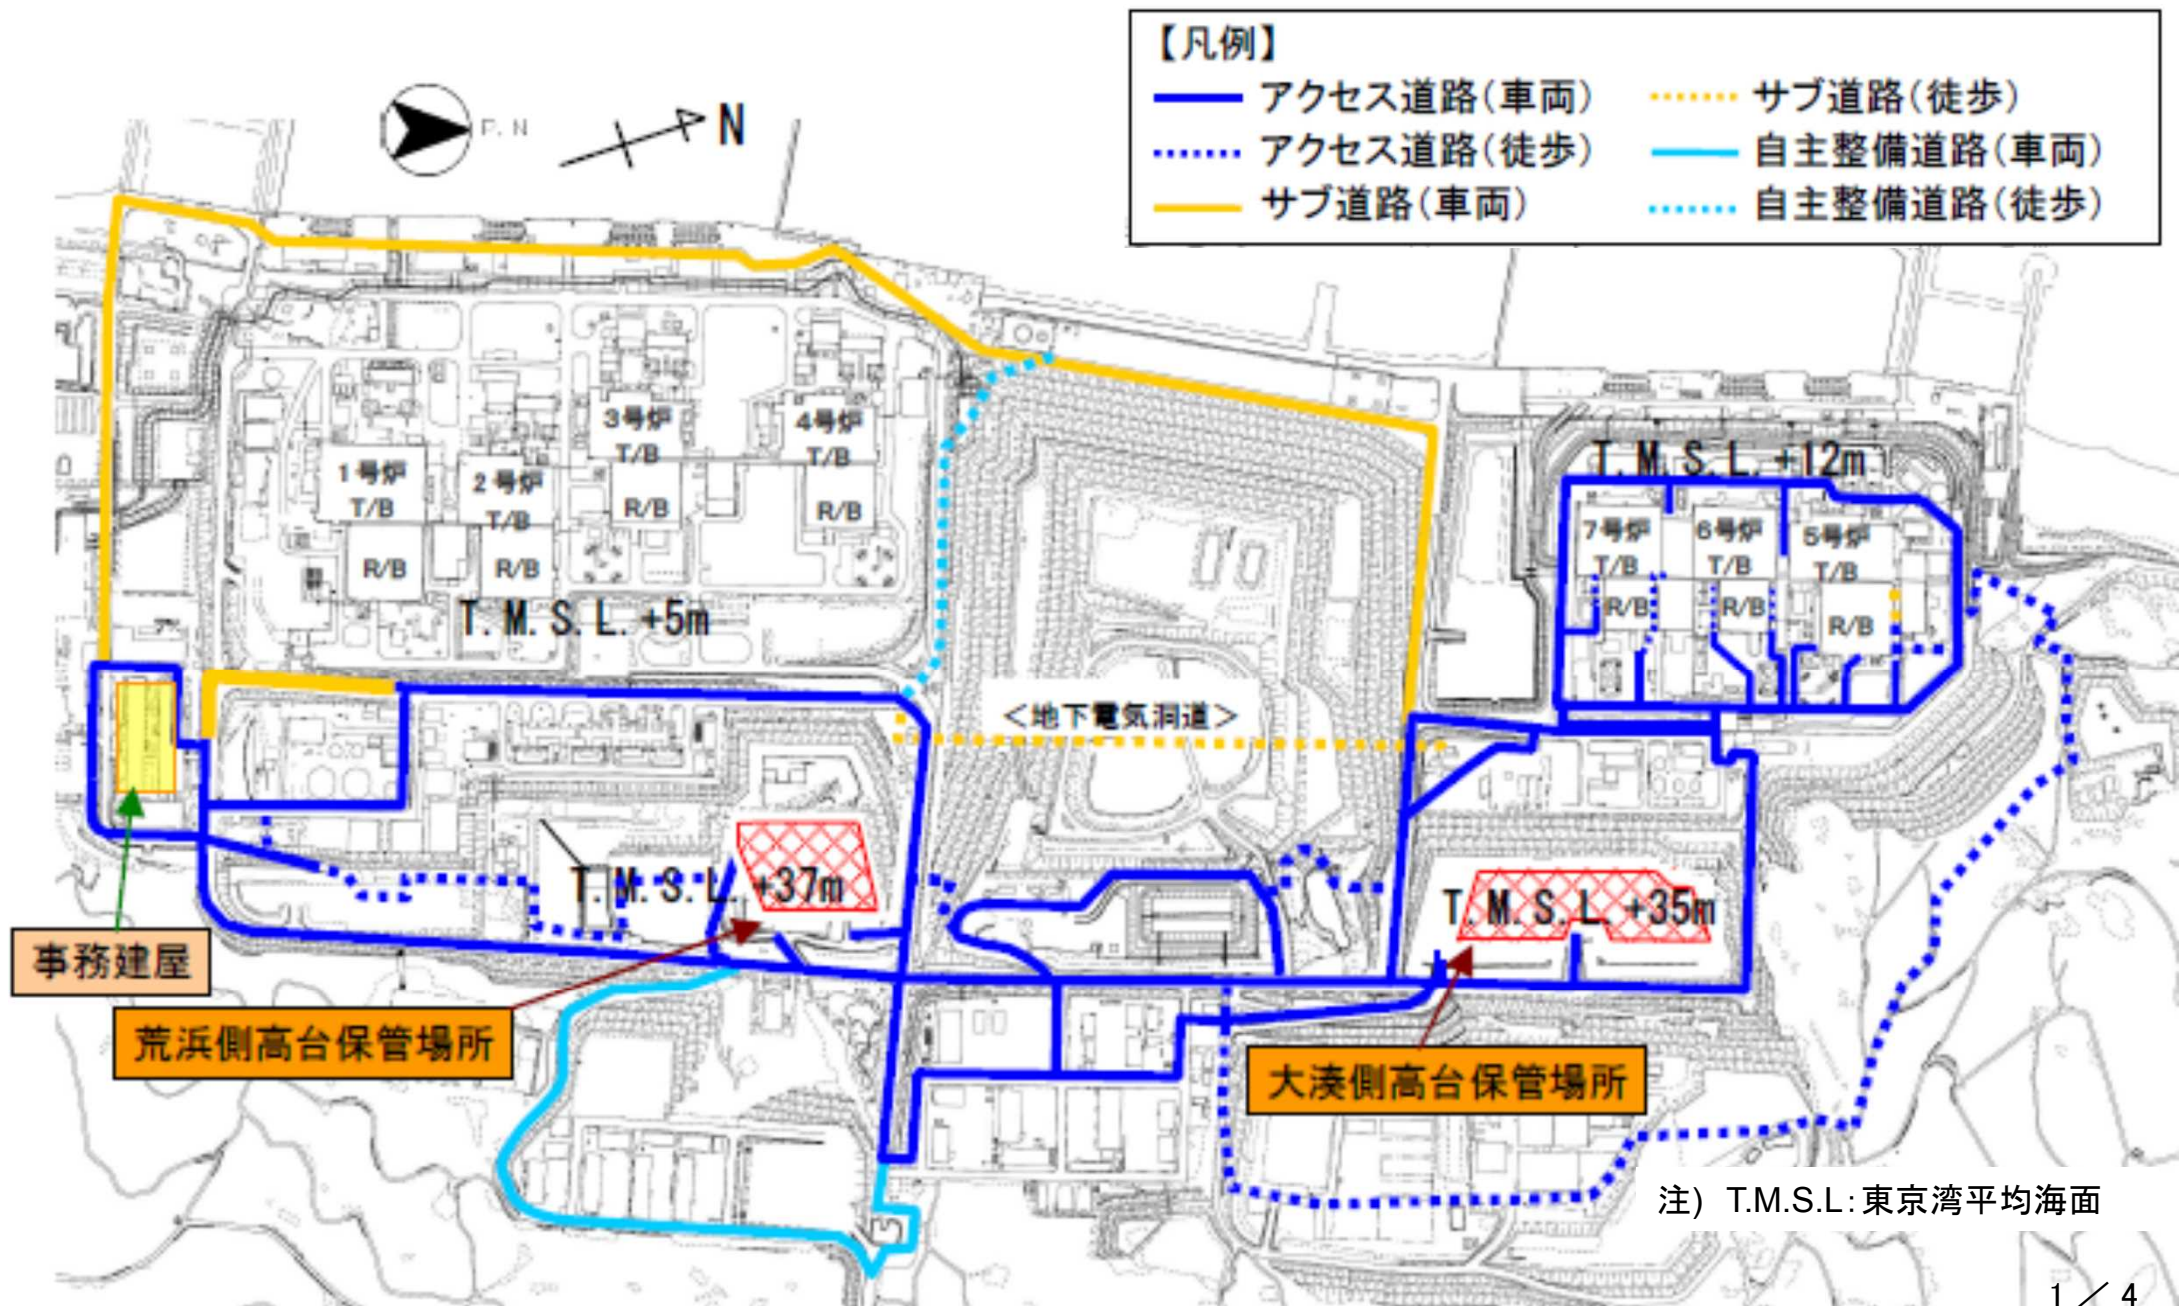 【凡例】
アクセス道路(車両)
サブ道路(徒歩)
アクセス道路(徒歩)
自主整備道路(車両)
サブ道路(車両)
自主整備道路(徒歩)
P.N
N
3号炉
T/B
R/B
4号炉
T/B
R/B
1号炉
T/B
R/B
2号炉
T/B
R/B
T.M.S.L.+5m
T.M.S.L.+12m
7号炉
T/B
R/B
6号炉
T/B
R/B
5号炉
T/B
R/B
<地下電気洞道>
T.M.S.L. +37m
T.M.S.L. +35m
事務建屋
荒浜側高台保管場所
大湊側高台保管場所
注) T.M.S.L:東京湾平均海面
1 / 4